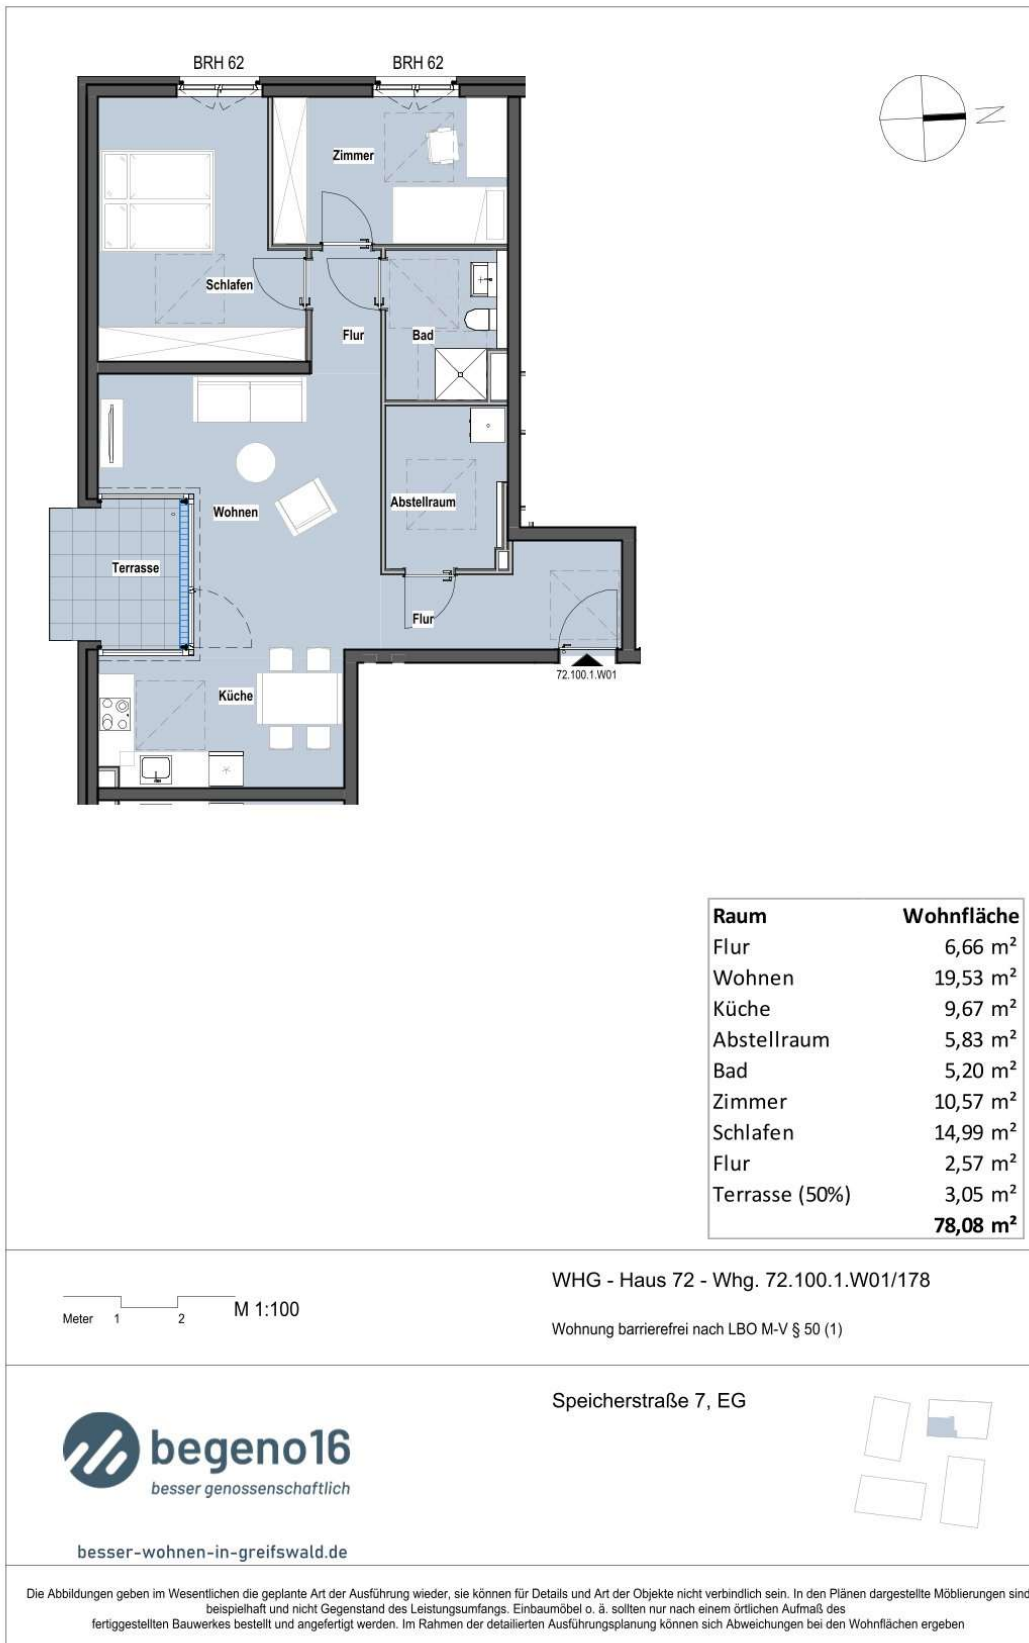 BRH 62 BRH 62
N
Zimmer
Schlafen
Flur Bad
Abstellraum
Wohnen
Terrasse
Flur
72.100.1.W01
Küche
Raum Wohnfläche
Flur 6,66 m²
Wohnen 19,53 m²
Küche 9,67 m²
Abstellraum 5,83 m²
Bad 5,20 m²
Zimmer 10,57 m²
Schlafen 14,99 m²
Flur 2,57 m²
Terrasse (50%) 3,05 m²
78,08 m²
Meter 1 2 M 1:100
WHG - Haus 72 - Whg. 72.100.1.W01/178
Wohnung barrierefrei nach LBO M-V § 50 (1)
Speicherstraße 7, EG
begeno16
besser genossenschaftlich
besser-wohnen-in-greifswald.de
Die Abbildungen geben im Wesentlichen die geplante Art der Ausführung wieder, sie können für Details und Art der Objekte nicht verbindlich sein. In den Plänen dargestellte Möblierungen sind
beispielhaft und nicht Gegenstand des Leistungsumfangs. Einbaumöbel o. ä. sollten nur nach einem örtlichen Aufmaß des
fertiggestellten Bauwerkes bestellt und angefertigt werden. Im Rahmen der detailierten Ausführungsplanung können sich Abweichungen bei den Wohnflächen ergeben